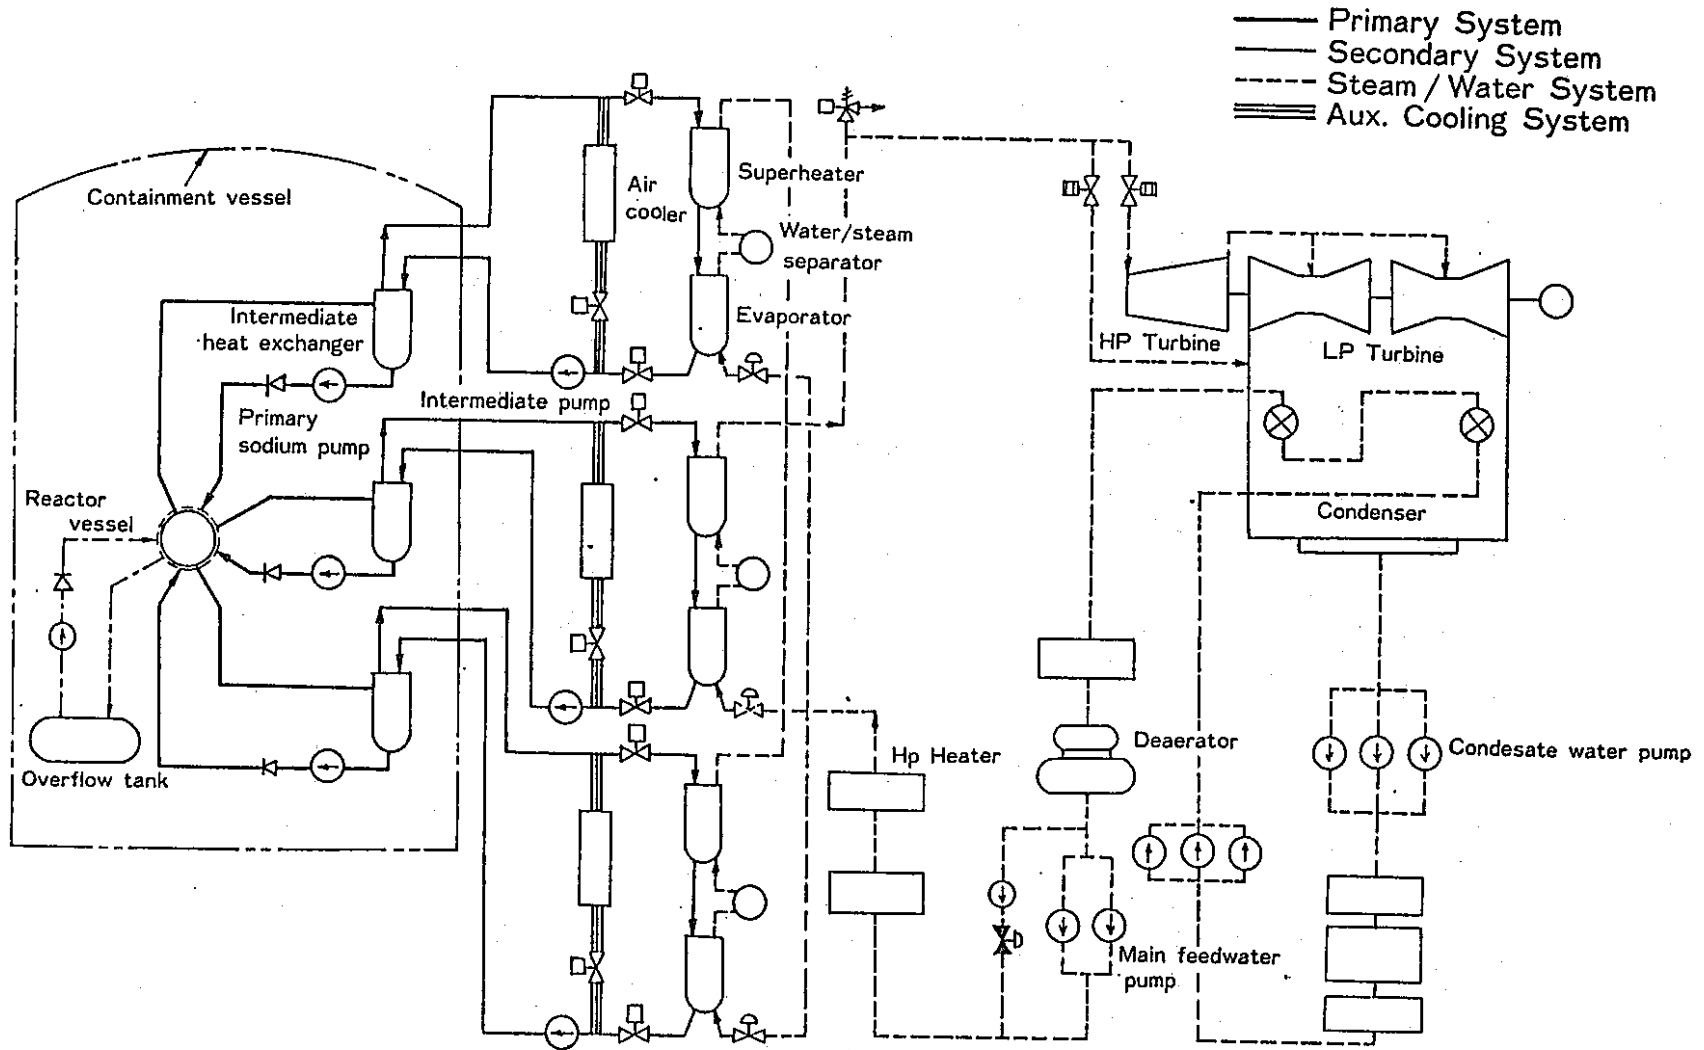 Primary System
Secondary System
Steam / Water System
Aux. Cooling System
Containment vessel
Air
cooler
Superheater
Water/steam
separator
Evaporator
Intermediate
heat exchanger
Intermediate pump
Primary
sodium pump
Reactor
vessel
Overflow tank
HP Turbine
LP Turbine
Condenser
Hp Heater
Deaerator
Condesate water pump
Main feedwater
pump